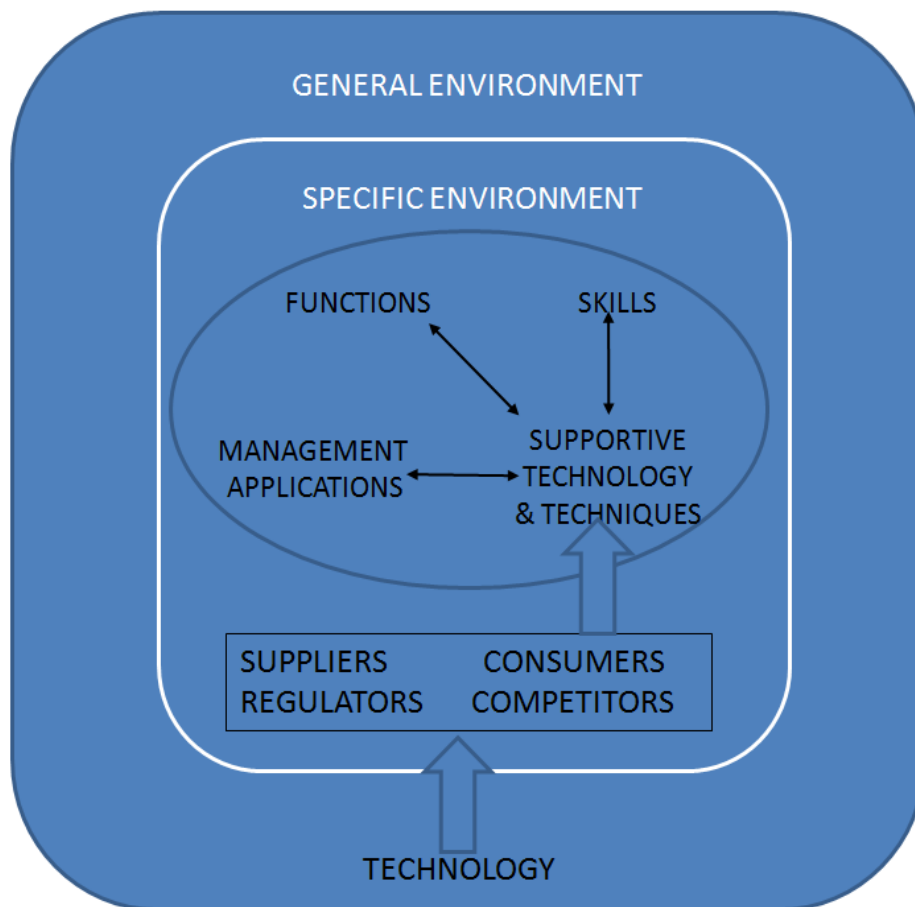 GENERAL ENVIRONMENT
SPECIFIC ENVIRONMENT
FUNCTIONS
SKILLS
MANAGEMENT
APPLICATIONS
SUPPORTIVE
TECHNOLOGY
& TECHNIQUES
SUPPLIERS CONSUMERS
REGULATORS COMPETITORS
TECHNOLOGY